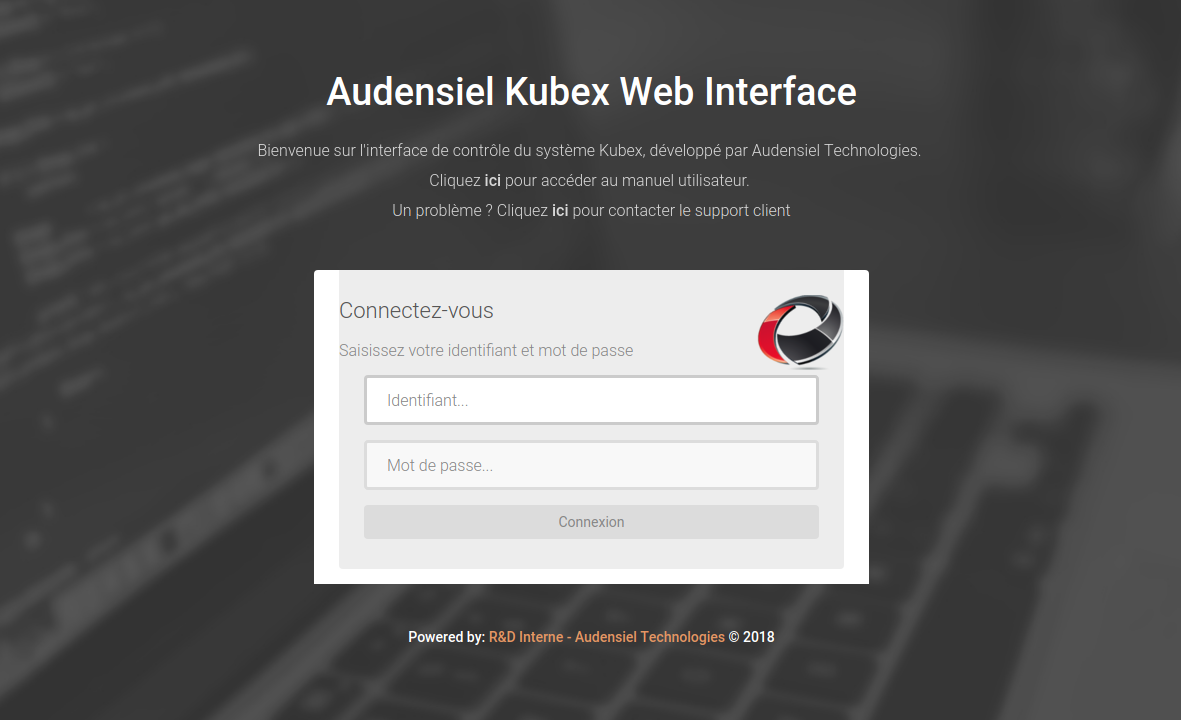 Audensiel Kubex Web Interface
Bienvenue sur l'interface de contrôle du système Kubex, développé par Audensiel Technologies.
Cliquez ici pour accéder au manuel utilisateur.
Un problème ? Cliquez ici pour contacter le support client
Connectez-vous
Saisissez votre identifiant et mot de passe
Identifiant...
Mot de passe...
Connexion
Powered by: R&D Interne - Audensiel Technologies © 2018